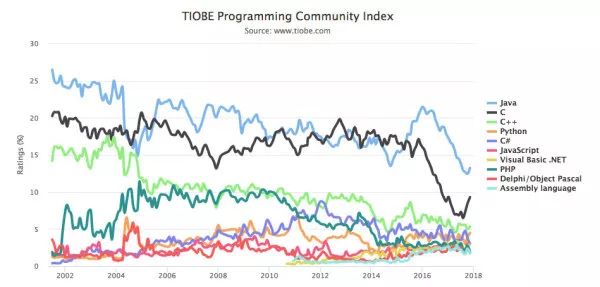 TIOBE Programming Community Index
Source: www.tiobe.com
Ratings (%)
30
25
20
15
10
5
0
2002
2004
2006
2008
2010
2012
2014
2016
2018
Java
C
C++
Python
C#
JavaScript
Visual Basic .NET
PHP
Delphi/Object Pascal
Assembly language